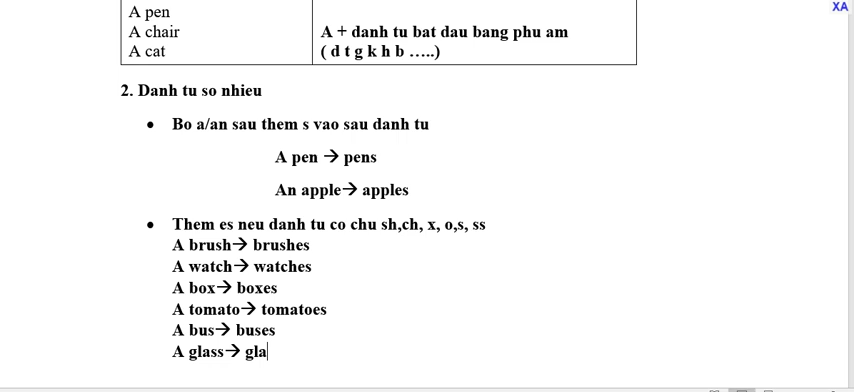 XA
A pen
A chair
A cat
A + danh tu bat dau bang phu am
( d t g k h b …..)
2. Danh tu so nhieu
• Bo a/an sau them s vao sau danh tu
A pen → pens
An apple→ apples
• Them es neu danh tu co chu sh,ch, x, o,s, ss
A brush→ brushes
A watch→ watches
A box→ boxes
A tomato→ tomatoes
A bus→ buses
A glass→ gla